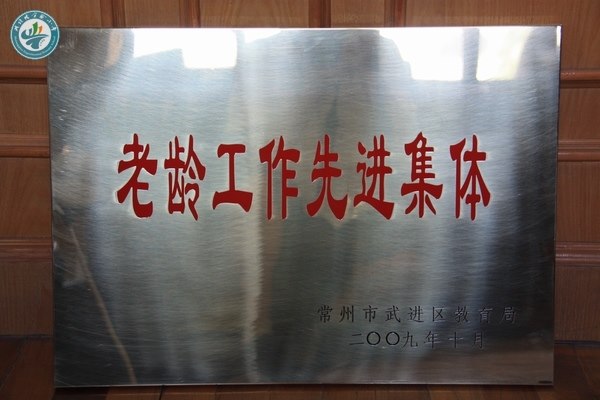 老龄工作先进集体
常州市武进区教育局
二〇〇九年十月